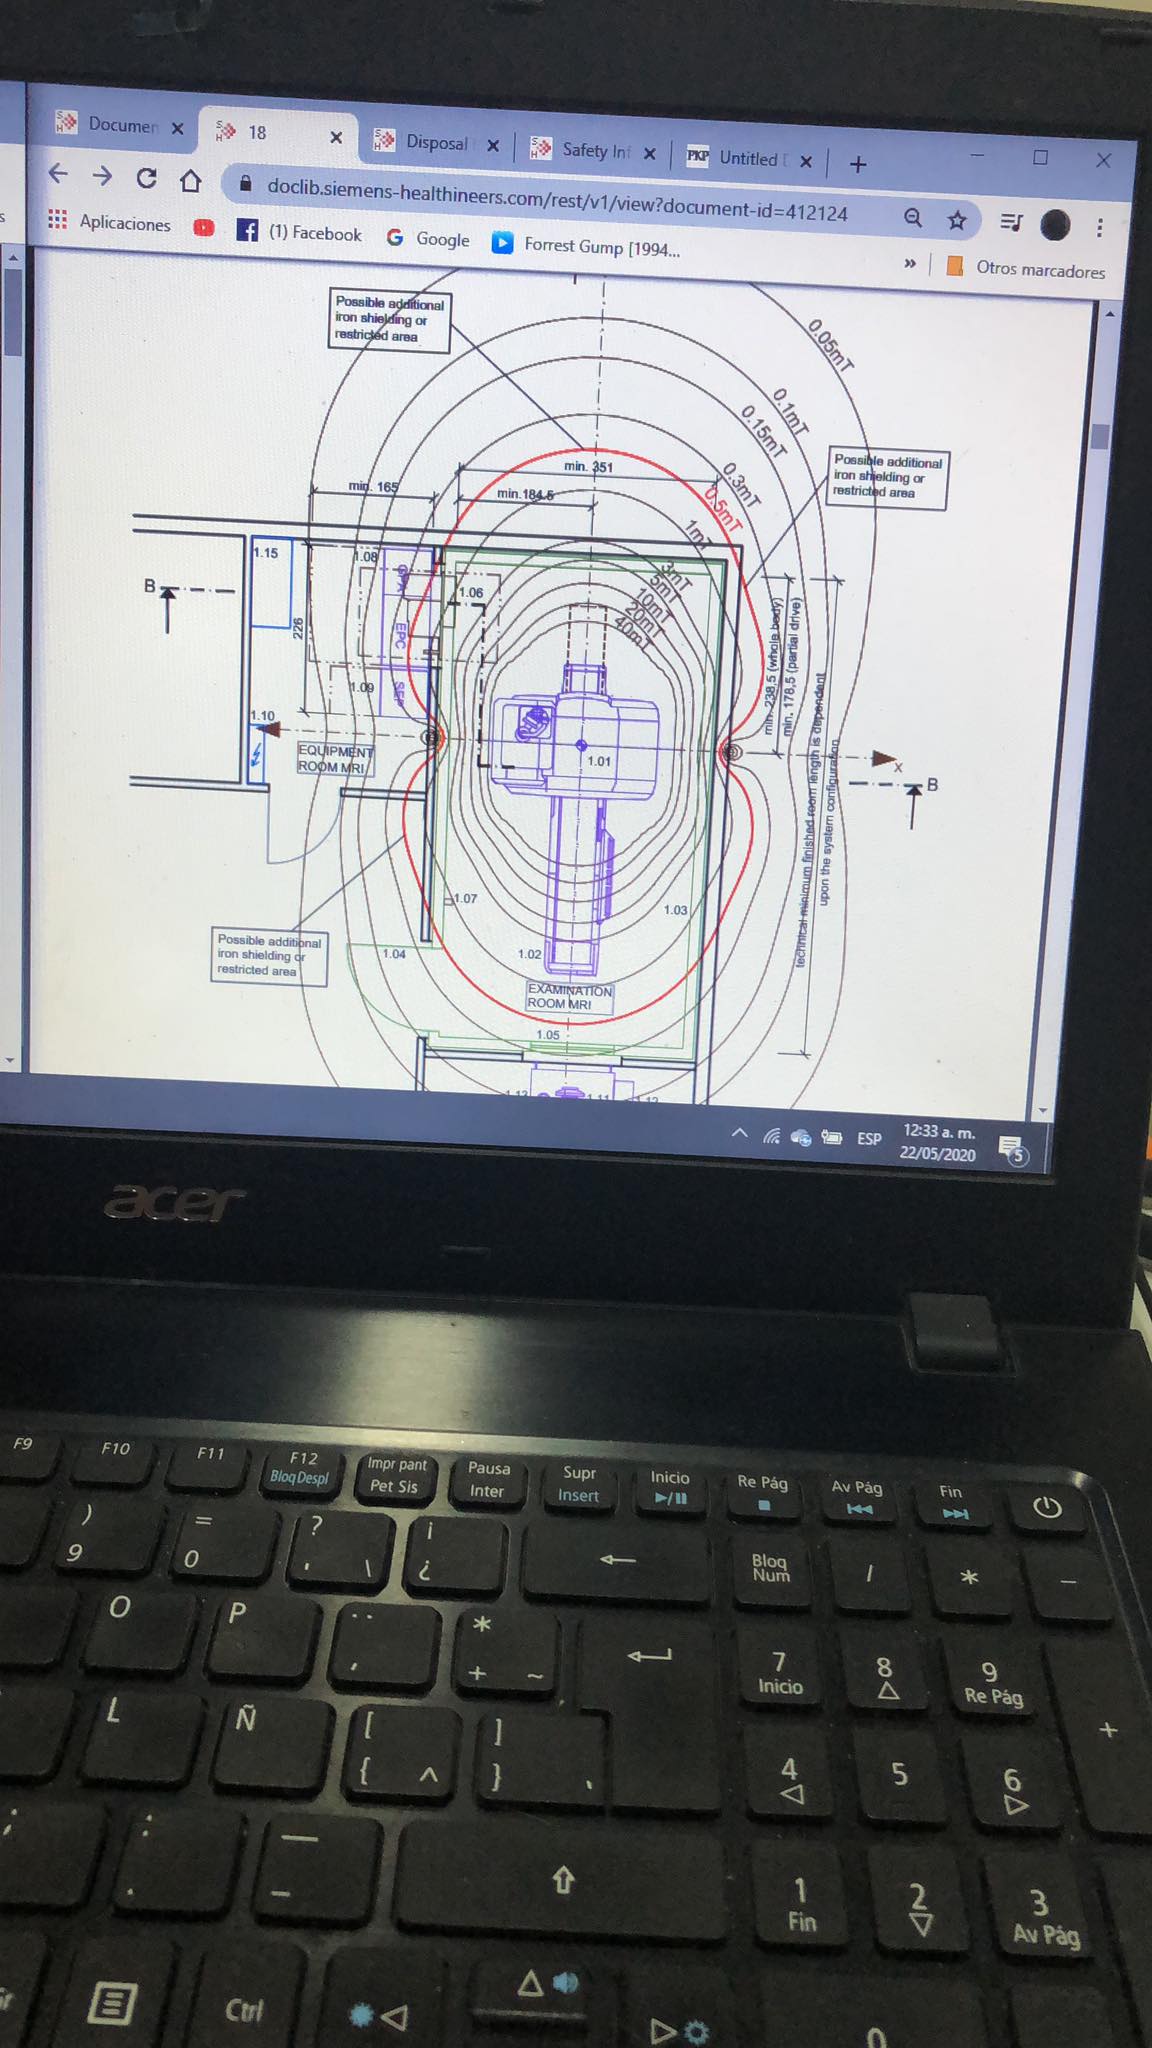 Documen
18
Disposal
Safety Inf
PKP Untitled
doclib.siemens-healthineers.com/rest/v1/view?document-id=412124
Aplicaciones
(1) Facebook
Google
Forrest Gump [1994...
»
Otros marcadores
Possible additional
iron shielding or
restricted area
0.05mT
0.1mT
0.15mT
0.3mT
0.5mT
1mT
3mT
5mT
10mT
20mT
40mT
Possible additional
iron shielding or
restricted area
min. 351
min. 165
min.184,5
1.15
1.08
1.06
B
GPA
EPC
226
1.09
SEP
1.10
EQUIPMENT
ROOM MRI
1.01
x
B
min. 238,5 (whole body)
min. 178,5 (partial drive)
technical minimum finished room length is dependent
upon the system configuration
1.07
1.03
Possible additional
iron shielding or
restricted area
1.04
1.02
EXAMINATION
ROOM MRI
1.05
1.11
ESP
12:33 a. m.
22/05/2020
5
acer
F9
F10
F11
F12
Bloq Despl
Impr pant
Pet Sis
Pausa
Inter
Supr
Insert
Inicio
Re Pág
Av Pág
Fin
)
9
=
0
?
' \
¡
¿
Bloq
Num
/
*
–
O
P
*
+ ~
7
Inicio
8
9
Re Pág
L
Ñ
[
{ ^
]
}
4
5
6
+
;
,
:
.
—
–
1
Fin
2
3
Av Pág
Ctrl
0